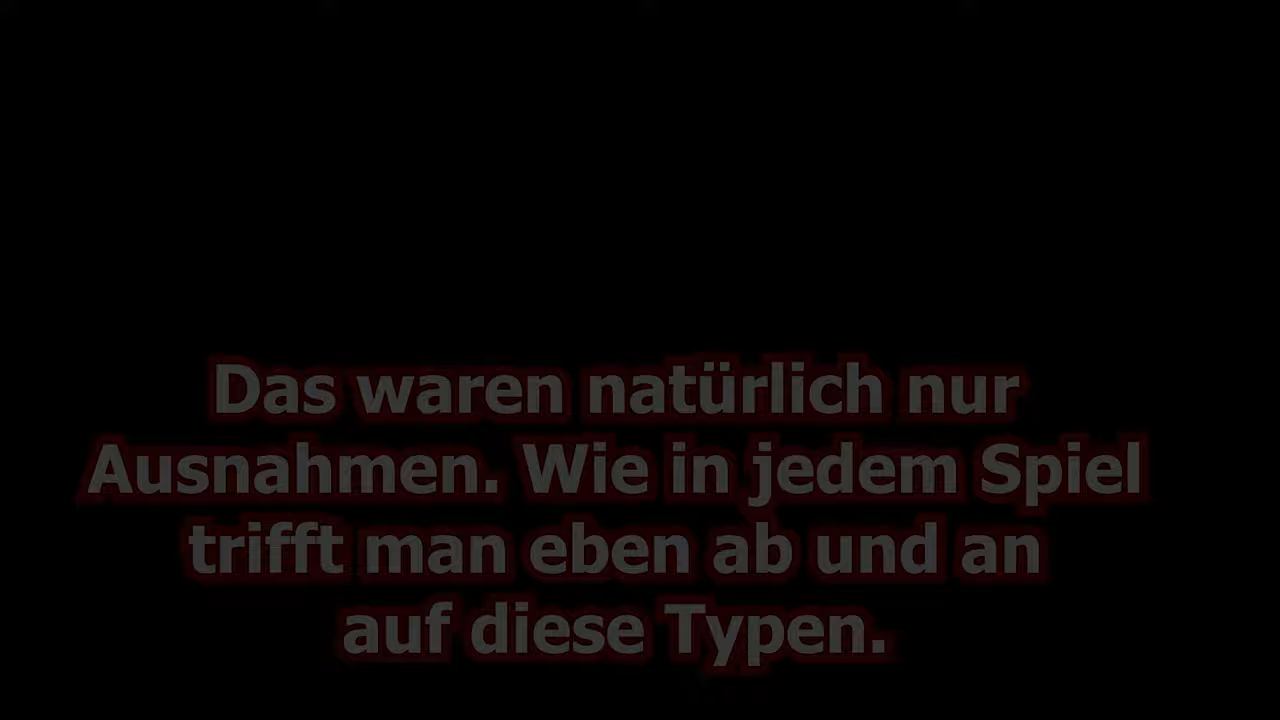 Das waren natürlich nur
Ausnahmen. Wie in jedem Spiel
trifft man eben ab und an
auf diese Typen.